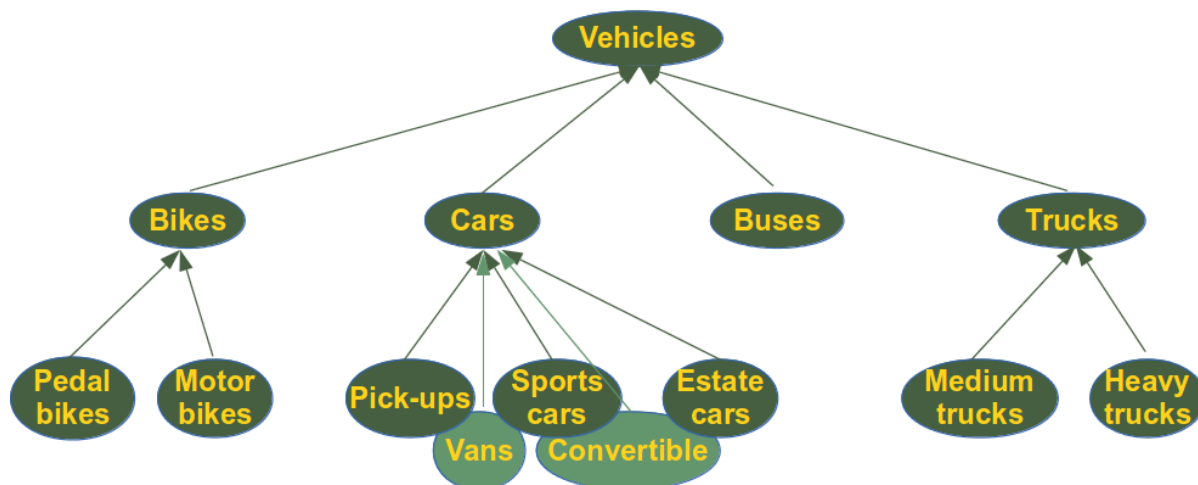 Vehicles
Bikes
Cars
Buses
Trucks
Pedal
bikes
Motor
bikes
Pick-ups
Sports
cars
Estate
cars
Medium
trucks
Heavy
trucks
Vans
Convertible